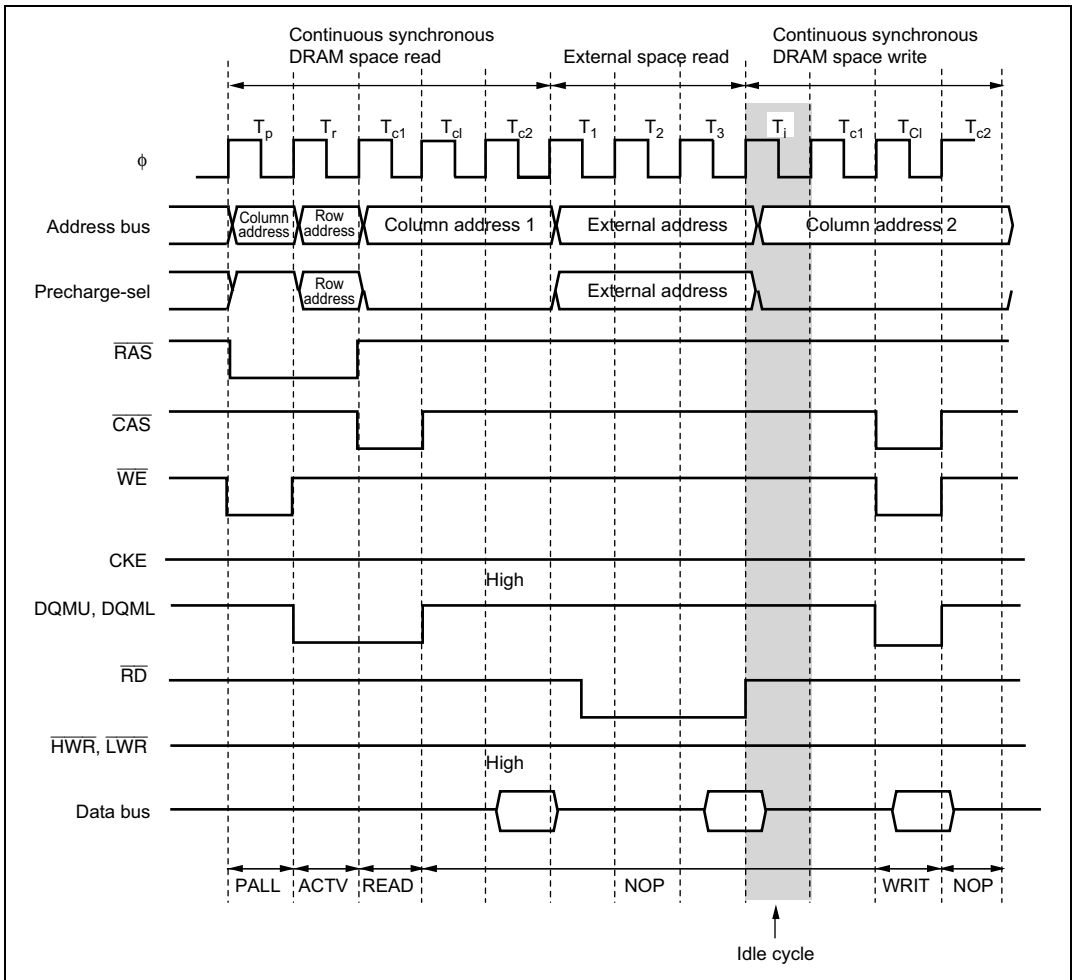 Continuous synchronous
DRAM space read
External space read
Continuous synchronous
DRAM space write
Tp Tr Tc1 Tcl Tc2 T1 T2 T3 Ti Tc1 TCl Tc2
ϕ
Address bus
Column
address
Row
address
Column address 1
External address
Column address 2
Precharge-sel
Row
address
External address
RAS
CAS
WE
CKE
High
DQMU, DQML
RD
HWR, LWR
High
Data bus
PALL ACTV READ NOP WRIT NOP
Idle cycle